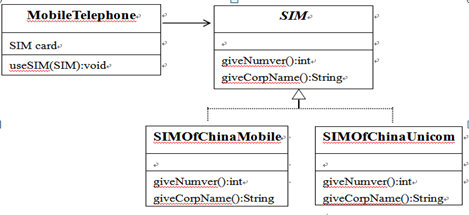 MobileTelephone
SIM card
useSIM(SIM):void
SIM
giveNumver():int
giveCorpName():String
SIMOfChinaMobile
giveNumver():int
giveCorpName():String
SIMOfChinaUnicom
giveNumver():int
giveCorpName():String